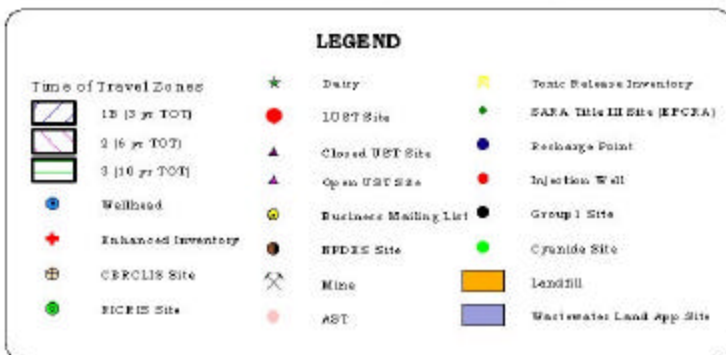 LEGEND
Time of Travel Zones
1B (3 yr TOT)
2 (6 yr TOT)
3 (10 yr TOT)
Wellhead
Enhanced Inventory
CERCLIS Site
RICRIS Site
Dairy
LUST Site
Closed UST Site
Open UST Site
Business Mailing List
NPDES Site
Mine
AST
Toxic Release Inventory
SARA Title III Site (EPCRA)
Recharge Point
Injection Well
Group 1 Site
Cyanide Site
Landfill
Wastewater Land App Site